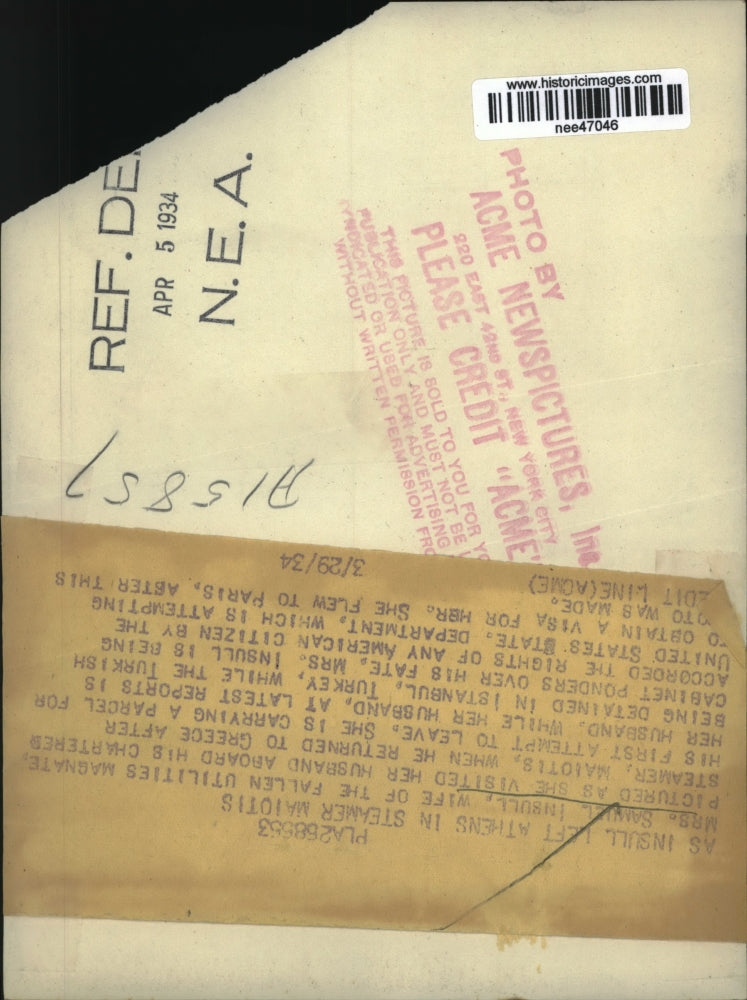 www.historicimages.com
nee47046
REF. DE
APR 5 1934
N.E.A.
PHOTO BY
ACME NEWSPICTURES, Inc
220 EAST 42ND ST., NEW YORK CITY
PLEASE CREDIT "ACME"
THIS PICTURE IS SOLD TO YOU FOR
PUBLICATION ONLY AND MUST NOT BE
SYNDICATED OR USED FOR ADVERTISING
WITHOUT WRITTEN PERMISSION FRO
A15857
PLA258553
AS INSULL LEFT ATHENS IN STEAMER MAIOTIS
MRS. SAMUEL INSULL, WIFE OF THE FALLEN UTILITIES MAGNATE,
PICTURED AS SHE VISITED HER HUSBAND ABOARD HIS CHARTERED
STEAMER, MAIOTIS, WHEN HE RETURNED TO GREECE AFTER
HIS FIRST ATTEMPT TO LEAVE. SHE IS CARRYING A PARCEL FOR
HER HUSBAND. WHILE HER HUSBAND, AT LATEST REPORTS IS
BEING DETAINED IN ISTANBUL, TURKEY, WHILE THE TURKISH
CABINET PONDERS OVER HIS FATE, MRS. INSULL IS BEING
ACCORDED THE RIGHTS OF ANY AMERICAN CITIZEN BY THE
UNITED STATES STATE. DEPARTMENT, WHICH IS ATTEMPTING
TO OBTAIN A VISA FOR HER. SHE FLEW TO PARIS, AFTER THIS
OTO WAS MADE.
EDIT LINE(ACME) 3/29/34